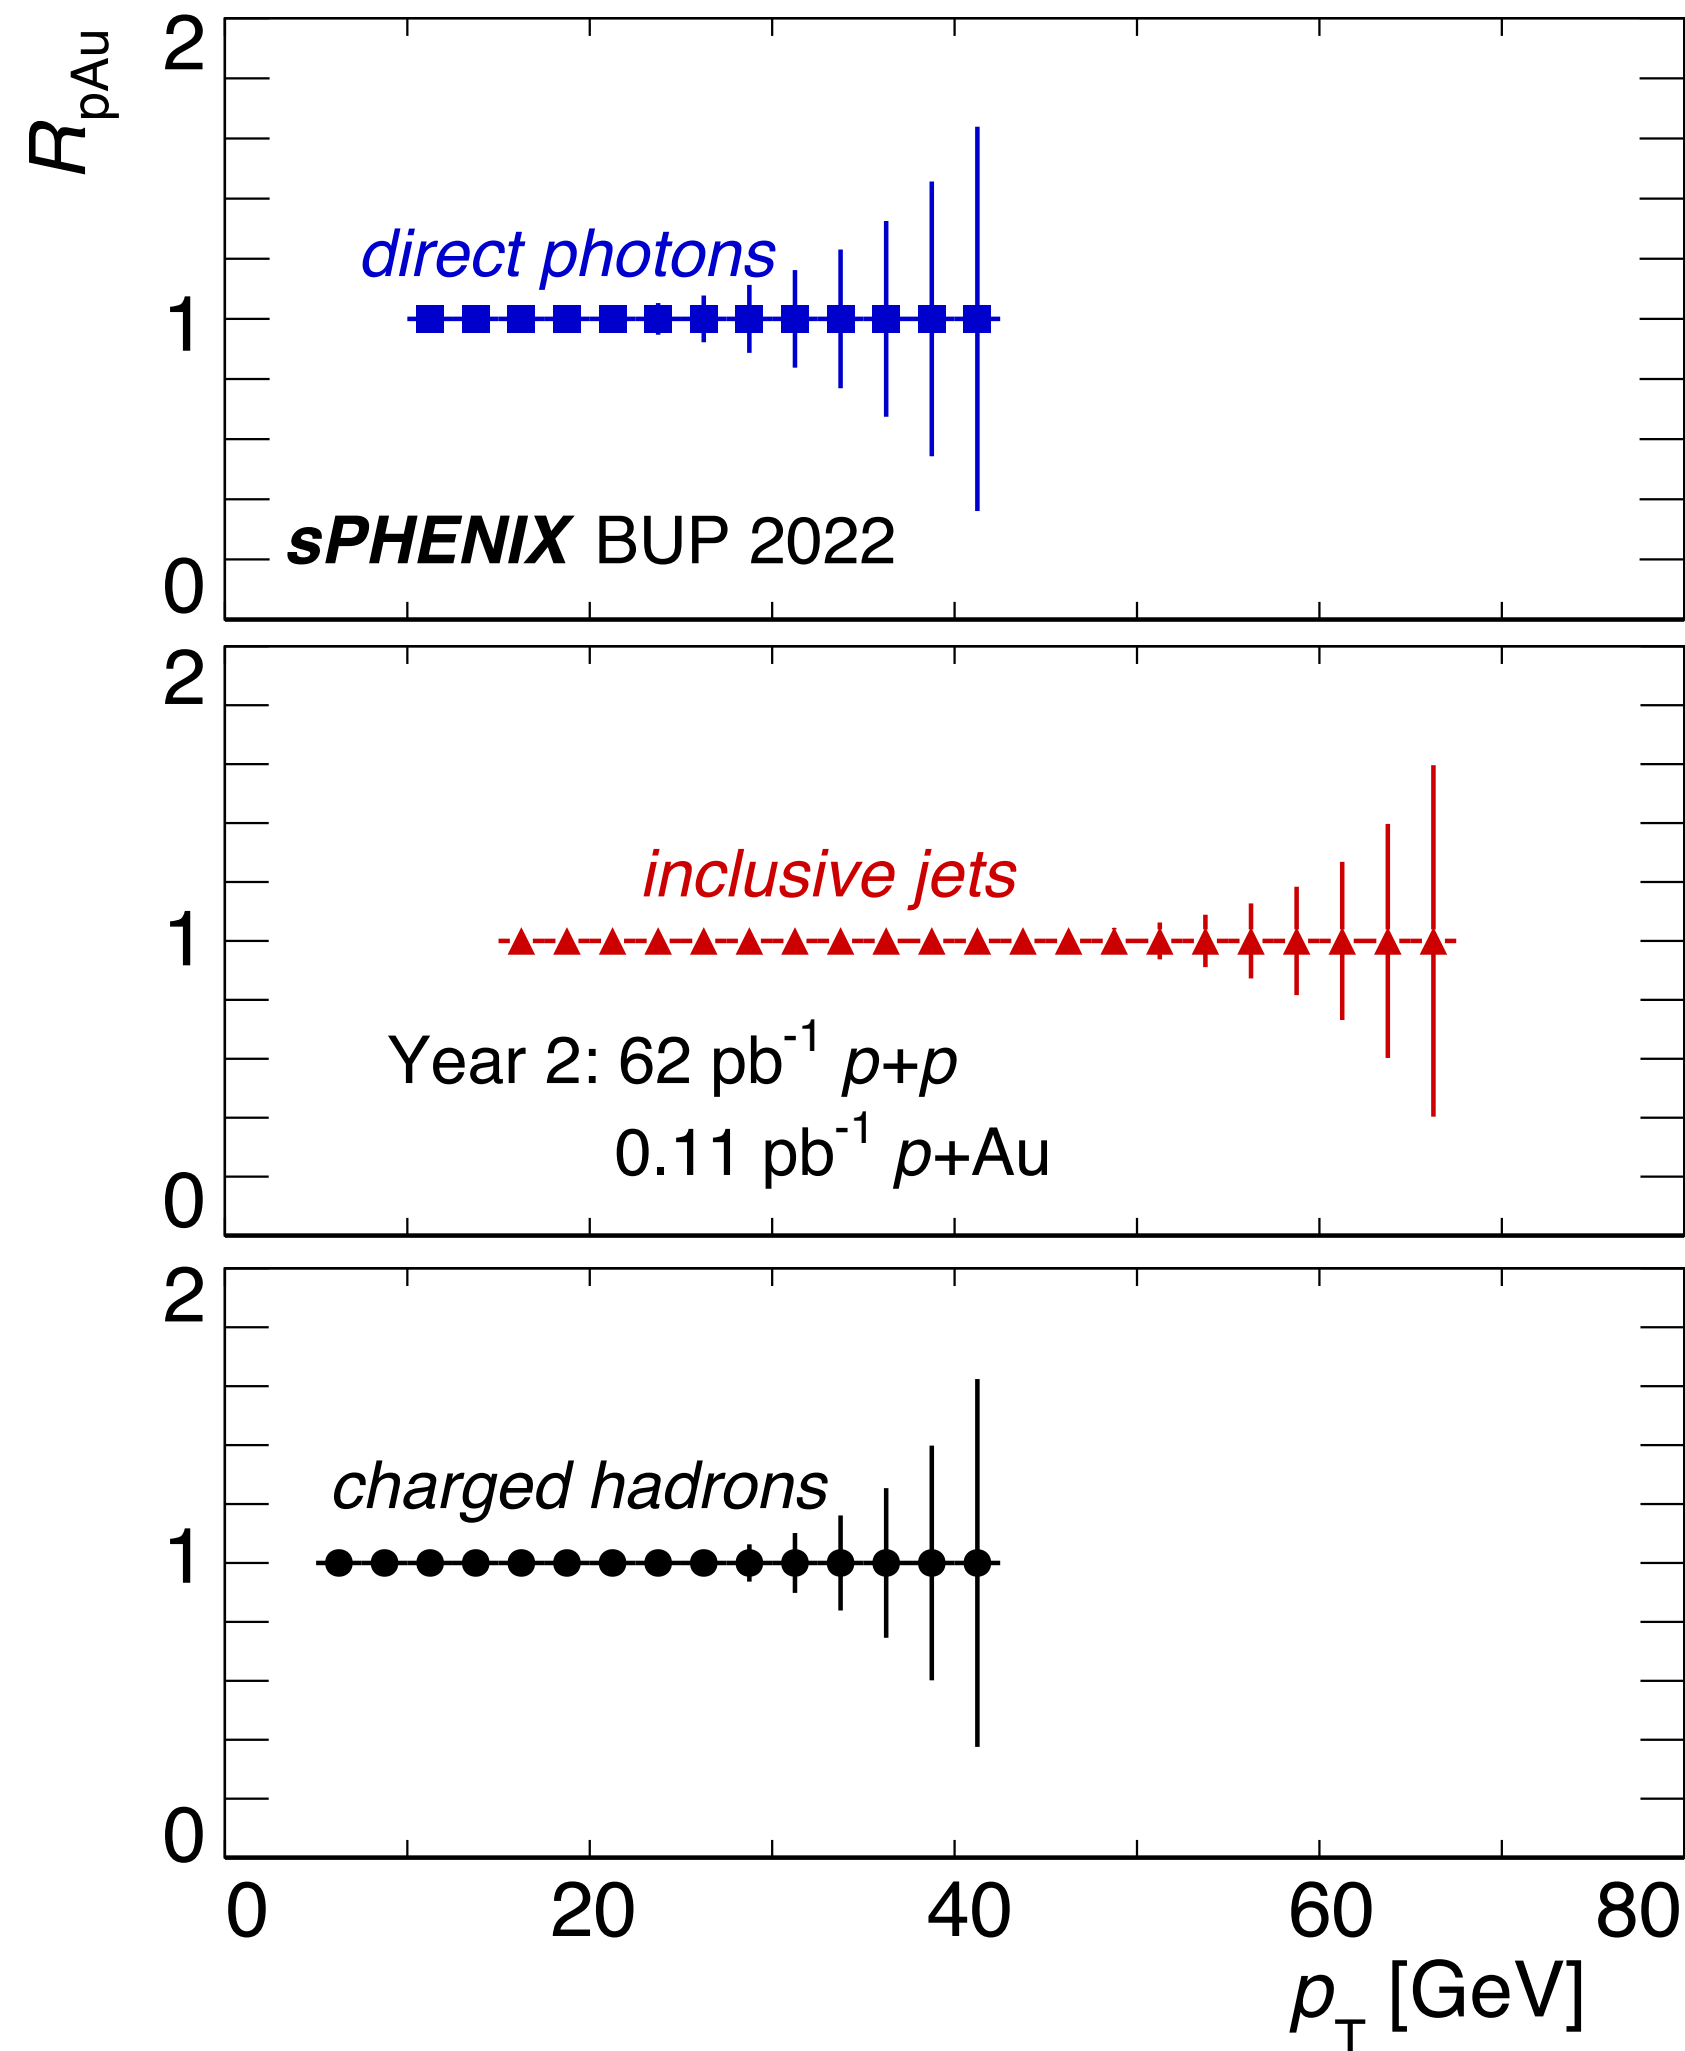 R_pAu
2
direct photons
1
sPHENIX BUP 2022
0
2
inclusive jets
1
Year 2: 62 pb^-1 p+p
0.11 pb^-1 p+Au
0
2
charged hadrons
1
0
0 20 40 60 80
p_T [GeV]